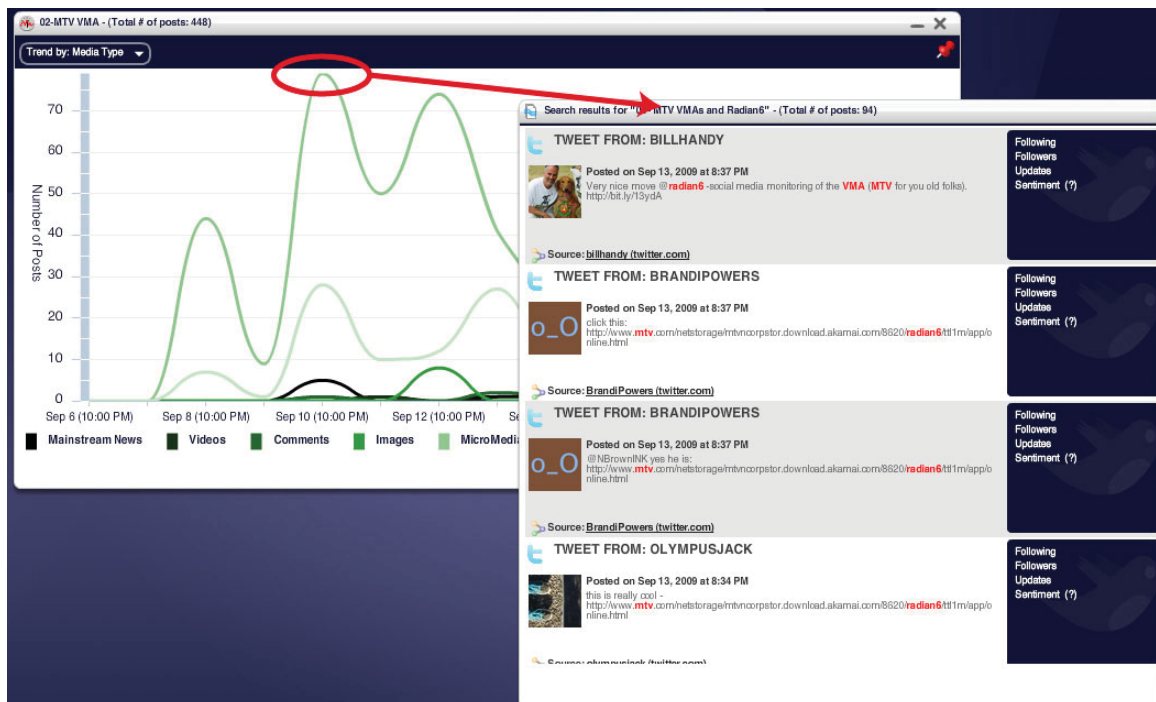 02-MTV VMA - (Total # of posts: 448)
Trend by: Media Type
Number of Posts
70
60
50
40
30
20
10
0
Sep 6 (10:00 PM) Sep 8 (10:00 PM) Sep 10 (10:00 PM) Sep 12 (10:00 PM) Se
Mainstream News Videos Comments Images MicroMedia
Search results for "0 MTV VMAs and Radian6" - (Total # of posts: 94)
TWEET FROM: BILLHANDY
Posted on Sep 13, 2009 at 8:37 PM
Very nice move @radian6 -social media monitoring of the VMA (MTV for you old folks).
http://bit.ly/13ydA
Source: billhandy (twitter.com)
Following
Followers
Updates
Sentiment (?)
TWEET FROM: BRANDIPOWERS
o_O
Posted on Sep 13, 2009 at 8:37 PM
click this:
http://www.mtv.com/netstorage/mtvncorpstor.download.akamai.com/8620/radian6/ttl1m/app/o
nline.html
Source: BrandiPowers (twitter.com)
Following
Followers
Updates
Sentiment (?)
TWEET FROM: BRANDIPOWERS
o_O
Posted on Sep 13, 2009 at 8:37 PM
@NBrownINK yes he is:
http://www.mtv.com/netstorage/mtvncorpstor.download.akamai.com/8620/radian6/ttl1m/app/o
nline.html
Source: BrandiPowers (twitter.com)
Following
Followers
Updates
Sentiment (?)
TWEET FROM: OLYMPUSJACK
Posted on Sep 13, 2009 at 8:34 PM
this is really cool -
http://www.mtv.com/netstorage/mtvncorpstor.download.akamai.com/8620/radian6/ttl1m/app/o
nline.html
Source: olympusjack (twitter.com)
Following
Followers
Updates
Sentiment (?)